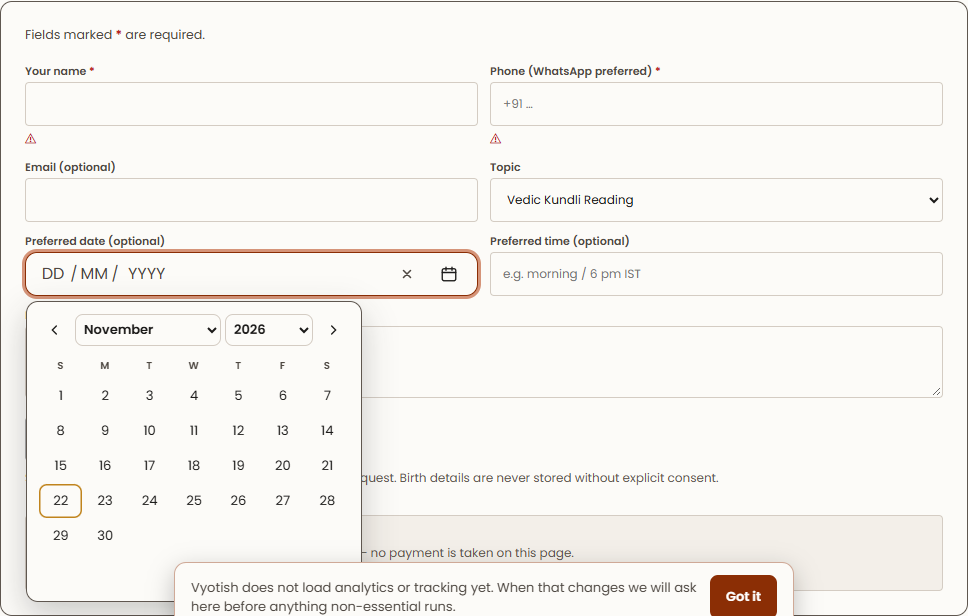 Fields marked * are required.
Your name *
Phone (WhatsApp preferred) *
+91 ...
Email (optional)
Topic
Vedic Kundli Reading
Preferred date (optional)
Preferred time (optional)
DD / MM / YYYY
e.g. morning / 6 pm IST
November 2026
S M T W T F S
1 2 3 4 5 6 7
8 9 10 11 12 13 14
15 16 17 18 19 20 21
22 23 24 25 26 27 28
29 30
quest. Birth details are never stored without explicit consent.
– no payment is taken on this page.
Vyotish does not load analytics or tracking yet. When that changes we will ask
here before anything non-essential runs.
Got it